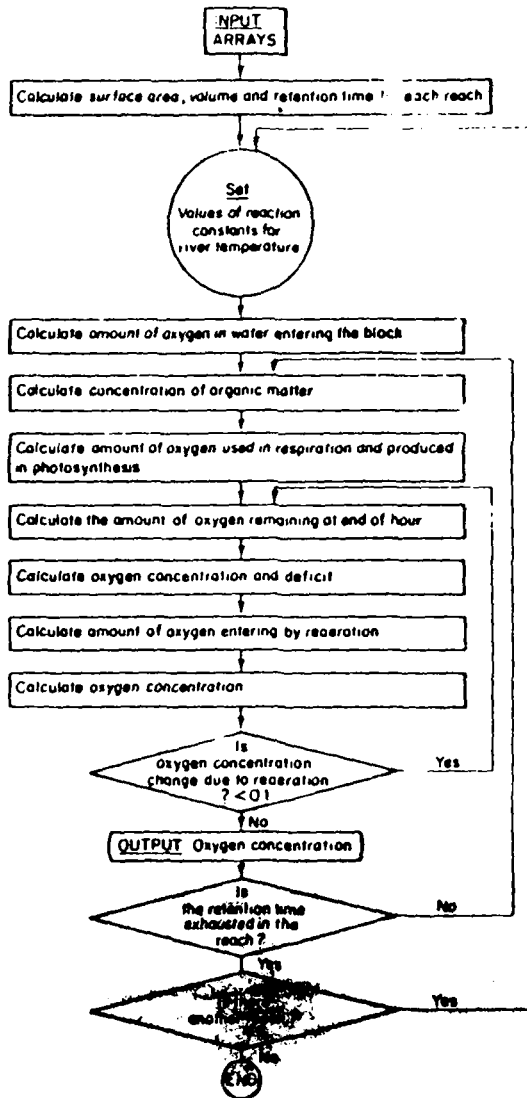 INPUT
ARRAYS
Calculate surface area, volume and retention time each reach
Set
Values of reaction
constants for
river temperature
Calculate amount of oxygen in water entering the block
Calculate concentration of organic matter
Calculate amount of oxygen used in respiration and produced
in photosynthesis
Calculate the amount of oxygen remaining at end of hour
Calculate oxygen concentration and deficit
Calculate amount of oxygen entering by reaeration
Calculate oxygen concentration
Is
oxygen concentration
change due to reaeration
? < 0 1
Yes
No
OUTPUT Oxygen concentration
Is
the retention time
exhausted in the
reach ?
No
Yes
another
Yes
No
END